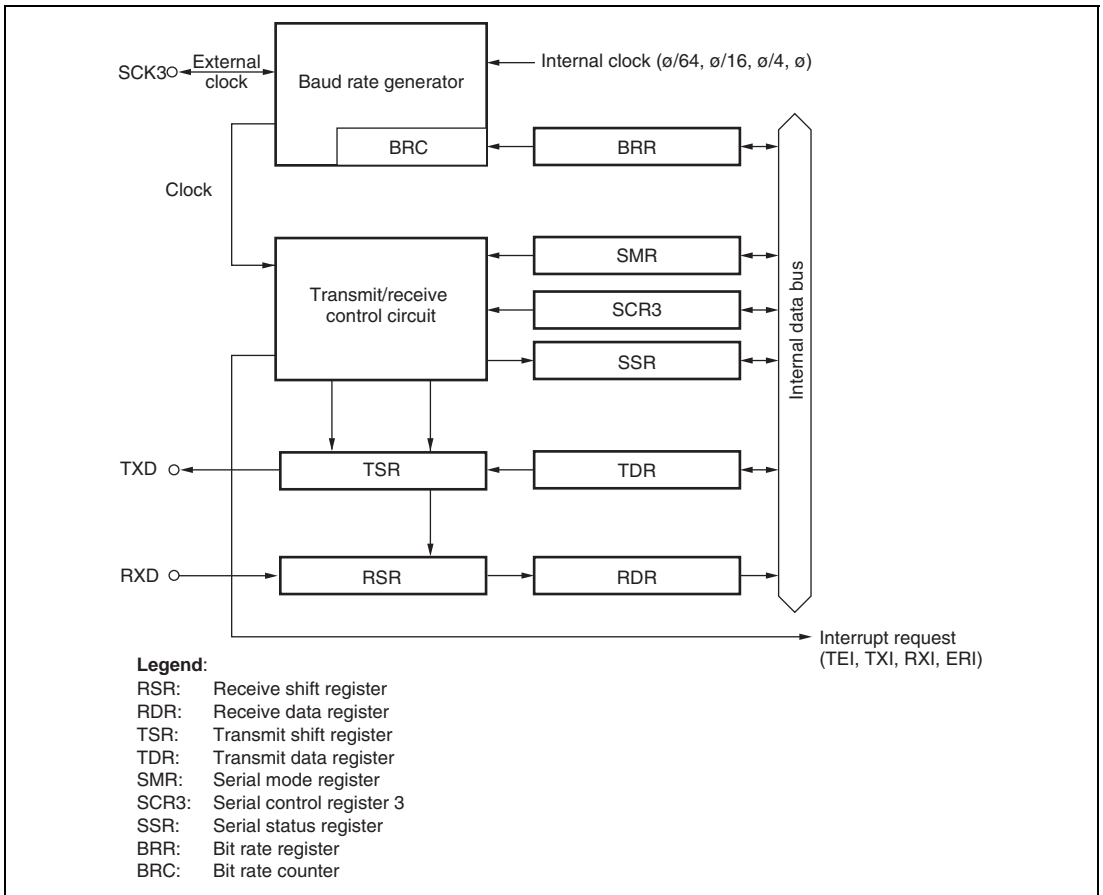 SCK3
External
clock
Baud rate generator
Internal clock (ø/64, ø/16, ø/4, ø)
BRC
BRR
Clock
Transmit/receive
control circuit
SMR
SCR3
SSR
Internal data bus
TXD
TSR
TDR
RXD
RSR
RDR
Interrupt request
(TEI, TXI, RXI, ERI)
Legend:
RSR: Receive shift register
RDR: Receive data register
TSR: Transmit shift register
TDR: Transmit data register
SMR: Serial mode register
SCR3: Serial control register 3
SSR: Serial status register
BRR: Bit rate register
BRC: Bit rate counter